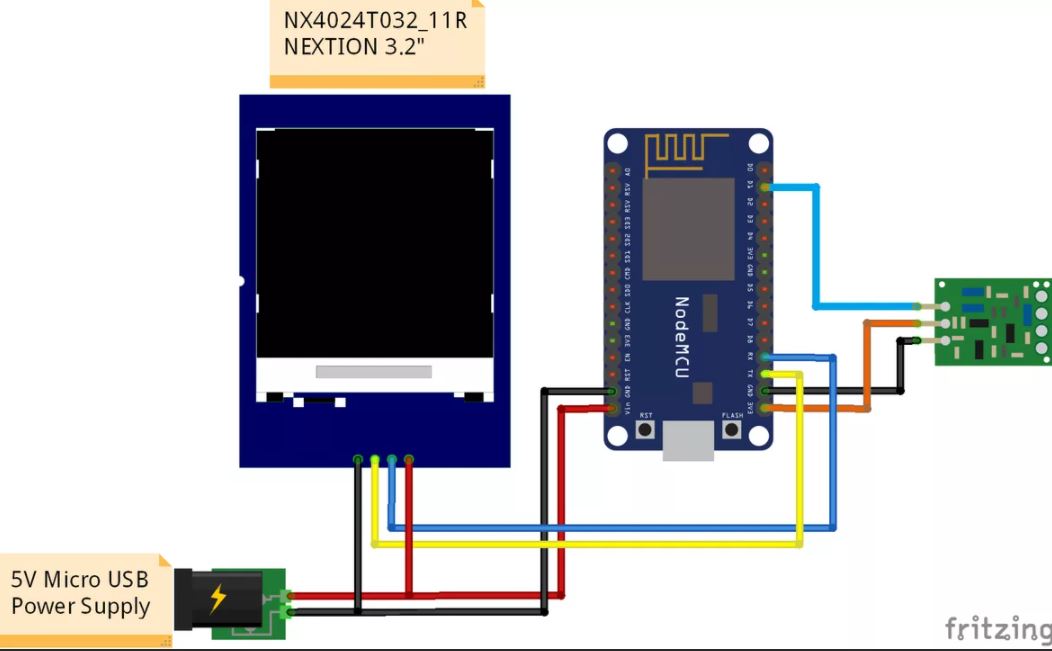 NX4024T032_11R
NEXTION 3.2"
A0
RSV
RSV
SD3
SD2
SD1
CMD
SD0
CLK
GND
3V3
EN
RST
GND
Vin
D0
D1
D2
D3
D4
3V3
GND
D5
D6
D7
D8
RX
TX
GND
3V3
NodeMCU
RST
FLASH
5V Micro USB
Power Supply
fritzing